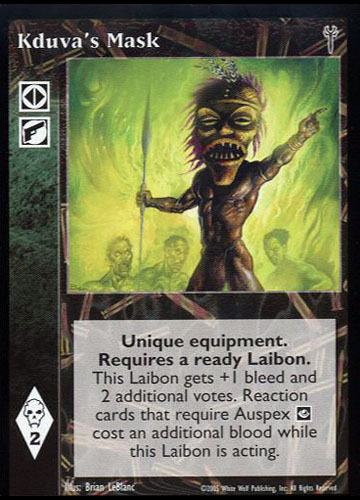 Kduva's Mask
Unique equipment.
Requires a ready Laibon.
This Laibon gets +1 bleed and
2 additional votes. Reaction
cards that require Auspex
cost an additional blood while
this Laibon is acting.
2
Illus: Brian LeBlanc
©2005 White Wolf Publishing, Inc. All Rights Reserved.